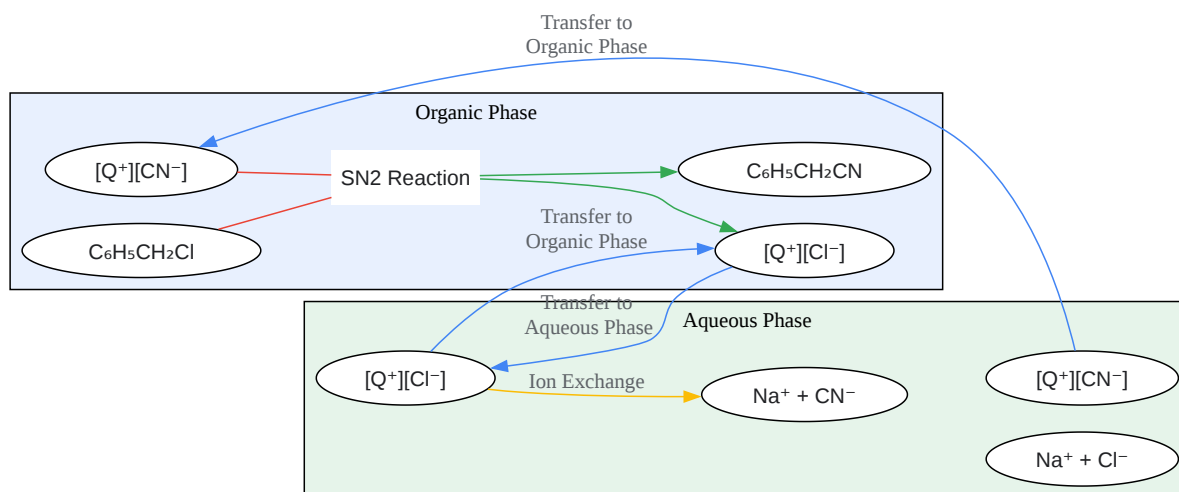 Transfer to
Organic Phase
Organic Phase
[Q⁺][CN⁻]
SN2 Reaction
C₆H₅CH₂CN
C₆H₅CH₂Cl
Transfer to
Organic Phase
[Q⁺][Cl⁻]
Transfer to
Aqueous Phase
Aqueous Phase
[Q⁺][Cl⁻]
Ion Exchange
Na⁺ + CN⁻
[Q⁺][CN⁻]
Na⁺ + Cl⁻